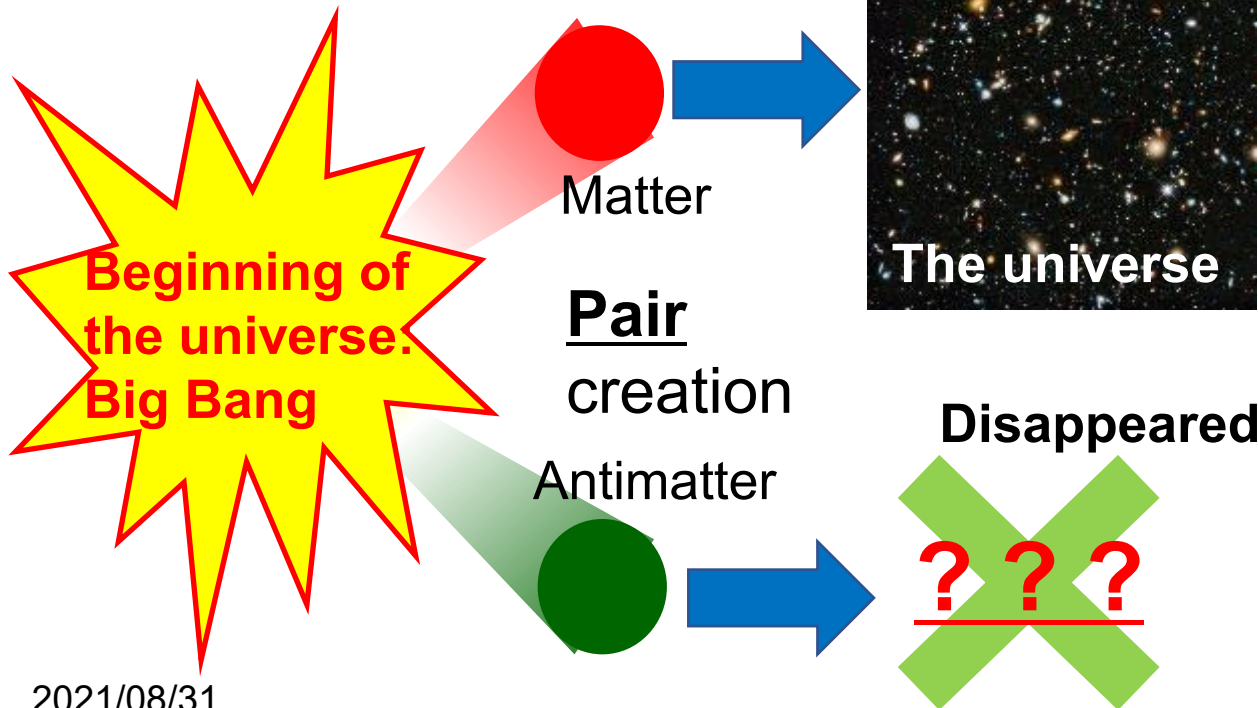 Beginning of
the universe:
Big Bang
Matter
Pair
creation
Antimatter
The universe
Disappeared
? ? ?
2021/08/31